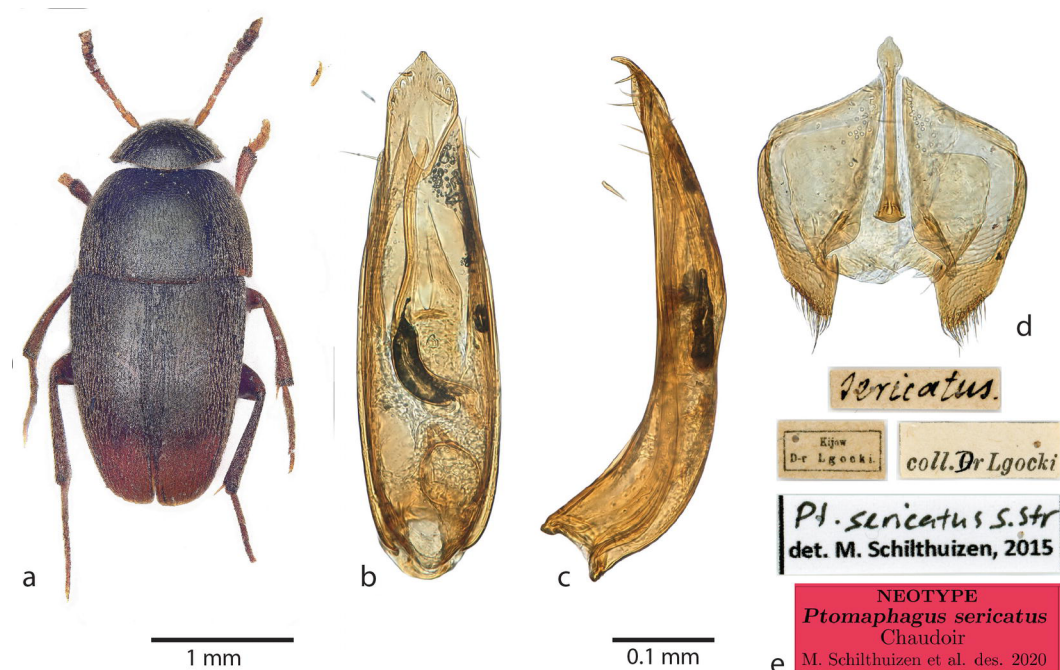 a
b
c
d
sericatus.
Kijow
D-r Lgocki.
coll. Dr Lgocki
Pt. sericatus s. str
det. M. Schilthuizen, 2015
NEOTYPE
Ptomaphagus sericatus
Chaudoir
M. Schilthuizen et al. des. 2020
e
1 mm
0.1 mm